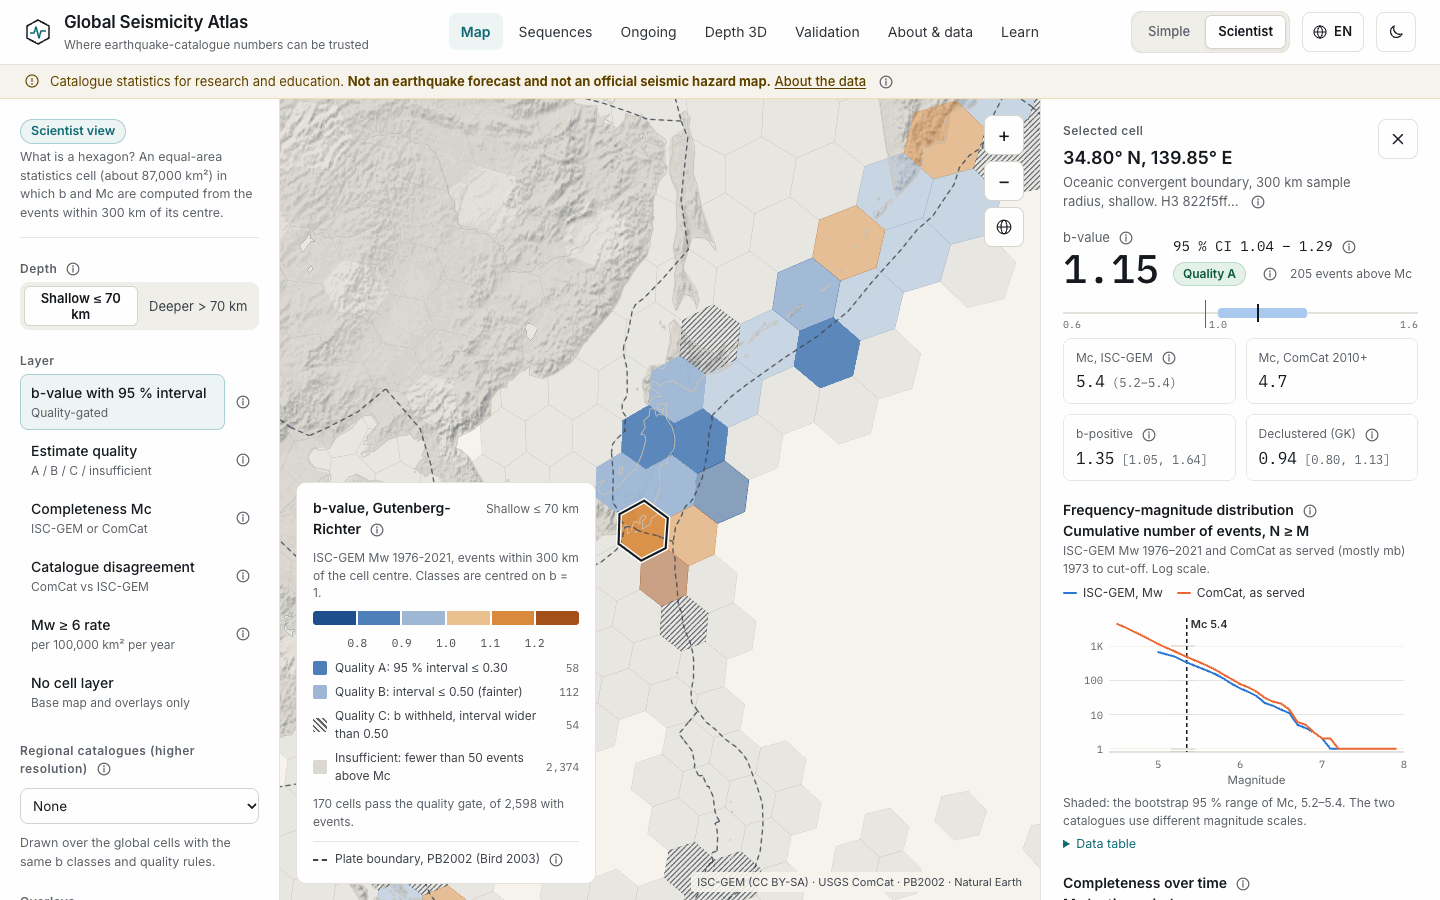 Global Seismicity Atlas
Where earthquake-catalogue numbers can be trusted
Map
Sequences
Ongoing
Depth 3D
Validation
About & data
Learn
Simple
Scientist
EN
Catalogue statistics for research and education. Not an earthquake forecast and not an official seismic hazard map. About the data
Scientist view
What is a hexagon? An equal-area
statistics cell (about 87,000 km²) in
which b and Mc are computed from the
events within 300 km of its centre.
Depth
Shallow ≤ 70
km
Deeper > 70 km
Layer
b-value with 95 % interval
Quality-gated
Estimate quality
A / B / C / insufficient
Completeness Mc
ISC-GEM or ComCat
Catalogue disagreement
ComCat vs ISC-GEM
Mw ≥ 6 rate
per 100,000 km² per year
No cell layer
Base map and overlays only
Regional catalogues (higher
resolution)
None
Drawn over the global cells with the
same b classes and quality rules.
b-value, Gutenberg-
Richter
Shallow ≤ 70 km
ISC-GEM Mw 1976-2021, events within 300 km
of the cell centre. Classes are centred on b =
1.
0.8 0.9 1.0 1.1 1.2
Quality A: 95 % interval ≤ 0.30 58
Quality B: interval ≤ 0.50 (fainter) 112
Quality C: b withheld, interval wider
than 0.50 54
Insufficient: fewer than 50 events
above Mc 2,374
170 cells pass the quality gate, of 2,598 with
events.
Plate boundary, PB2002 (Bird 2003)
+
−
ISC-GEM (CC BY-SA) · USGS ComCat · PB2002 · Natural Earth
Selected cell
34.80° N, 139.85° E
Oceanic convergent boundary, 300 km sample
radius, shallow. H3 822f5ff…
b-value
1.15
95 % CI 1.04 – 1.29
Quality A
205 events above Mc
0.6 1.0 1.6
Mc, ISC-GEM
5.4 (5.2–5.4)
Mc, ComCat 2010+
4.7
b-positive
1.35 [1.05, 1.64]
Declustered (GK)
0.94 [0.80, 1.13]
Frequency-magnitude distribution
Cumulative number of events, N ≥ M
ISC-GEM Mw 1976–2021 and ComCat as served (mostly mb)
1973 to cut-off. Log scale.
ISC-GEM, Mw
ComCat, as served
Mc 5.4
1K
100
10
1
5 6 7 8
Magnitude
Shaded: the bootstrap 95 % range of Mc, 5.2–5.4. The two
catalogues use different magnitude scales.
Data table
Completeness over time